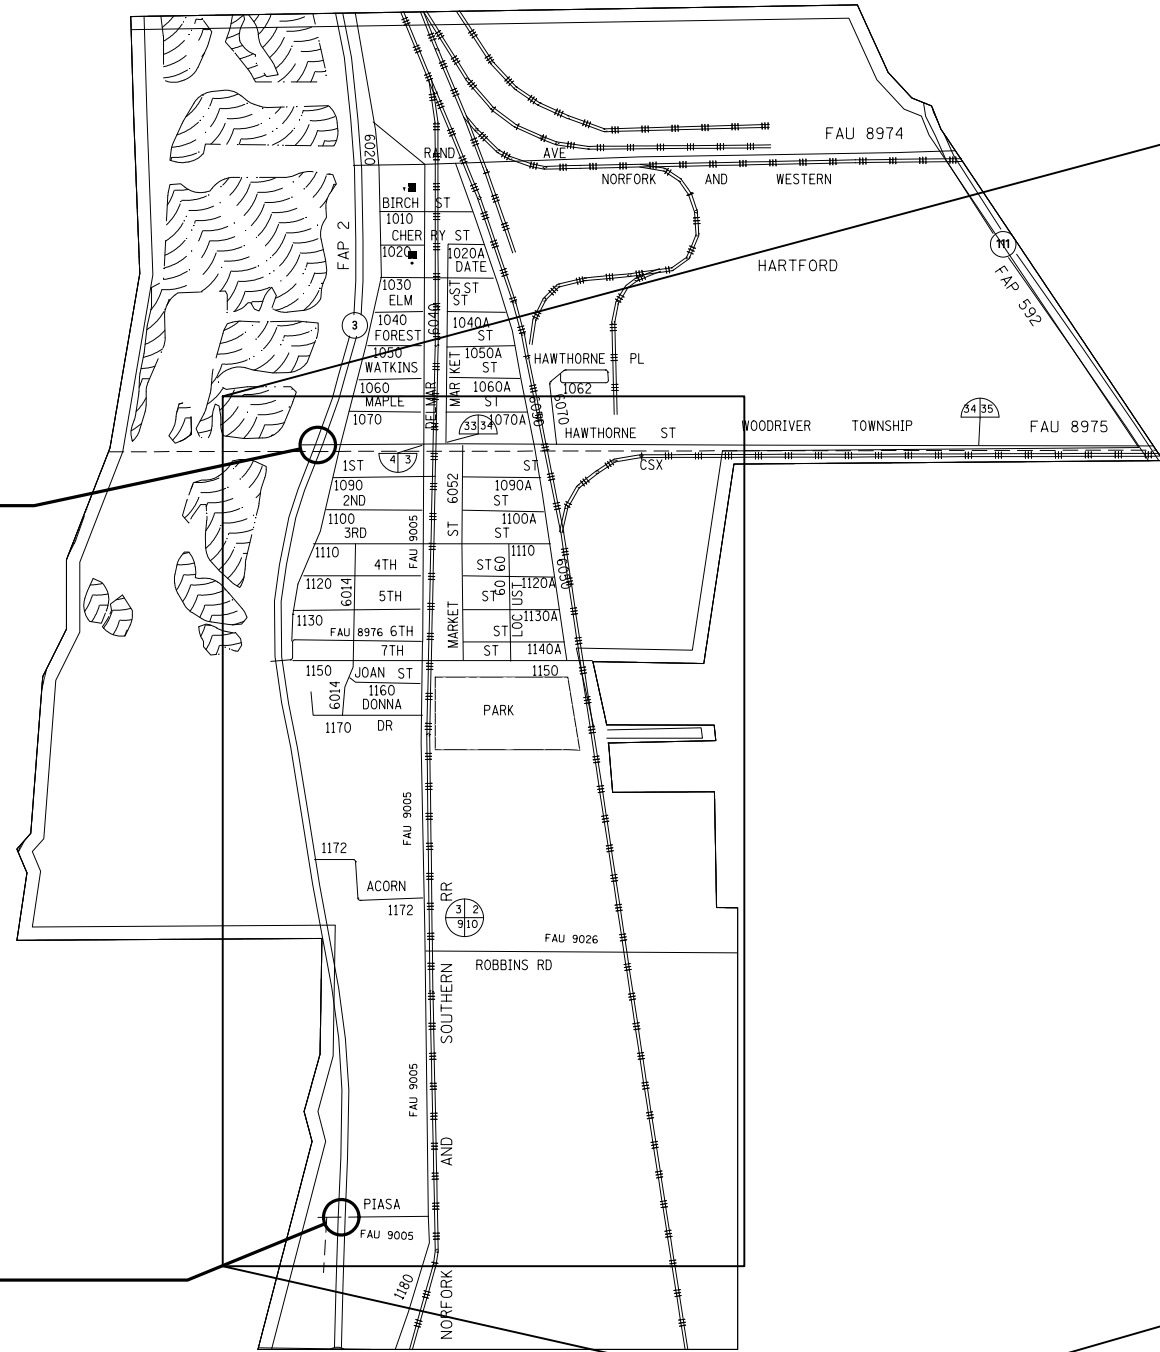 FAU 8974
6020
RAND AVE
NORFORK AND WESTERN
BIRCH ST
1010
CHERRY ST
FAP 2
1020
1020A
DATE
111
HARTFORD
FAP 592
1030
ST
ST
ELM
ST
6040
3
1040
1040A
FOREST
ST
1050
1050A
HAWTHORNE PL
WATKINS
ST
MARKET
DELMAR
1060
1060A
1062
MAPLE
ST
6070
34 35
1070
33 34
1070A
WOODRIVER TOWNSHIP
FAU 8975
HAWTHORNE ST
4 3
1ST
ST
CSX
1090
6052
1090A
2ND
ST
1100
1100A
3RD
FAU 9005
ST
ST
1110
1110
4TH
ST
60
6050
1120
6014
60
1120A
5TH
ST
LOCUST
1130
MARKET
1130A
FAU 8976 6TH
ST
7TH
ST
1140A
1150
JOAN ST
1150
6014
1160
DONNA
PARK
1170
DR
FAU 9005
1172
ACORN
RR
1172
3 2
9 10
FAU 9026
ROBBINS RD
SOUTHERN
FAU 9005
AND
PIASA
FAU 9005
1180
NORFORK